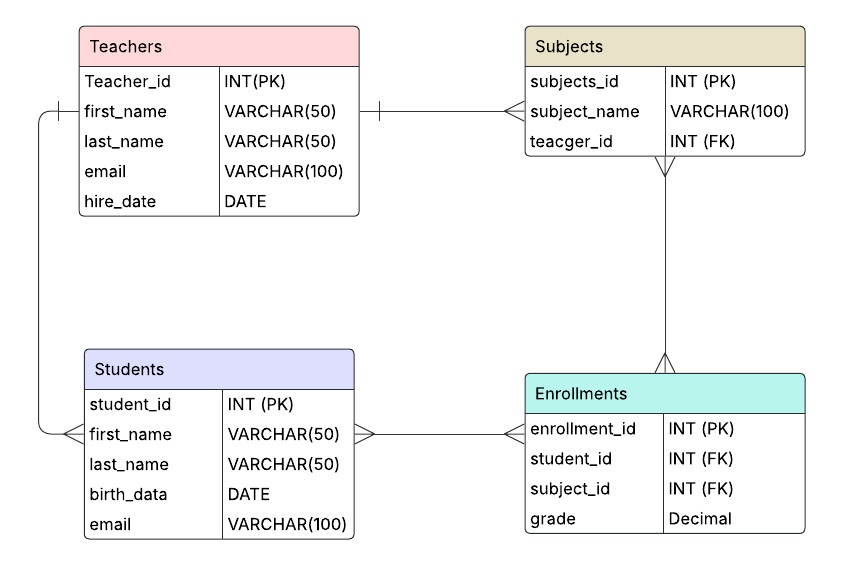 Teachers
Teacher_id INT(PK)
first_name VARCHAR(50)
last_name VARCHAR(50)
email VARCHAR(100)
hire_date DATE
Subjects
subjects_id INT (PK)
subject_name VARCHAR(100)
teacger_id INT (FK)
Students
student_id INT (PK)
first_name VARCHAR(50)
last_name VARCHAR(50)
birth_data DATE
email VARCHAR(100)
Enrollments
enrollment_id INT (PK)
student_id INT (FK)
subject_id INT (FK)
grade Decimal